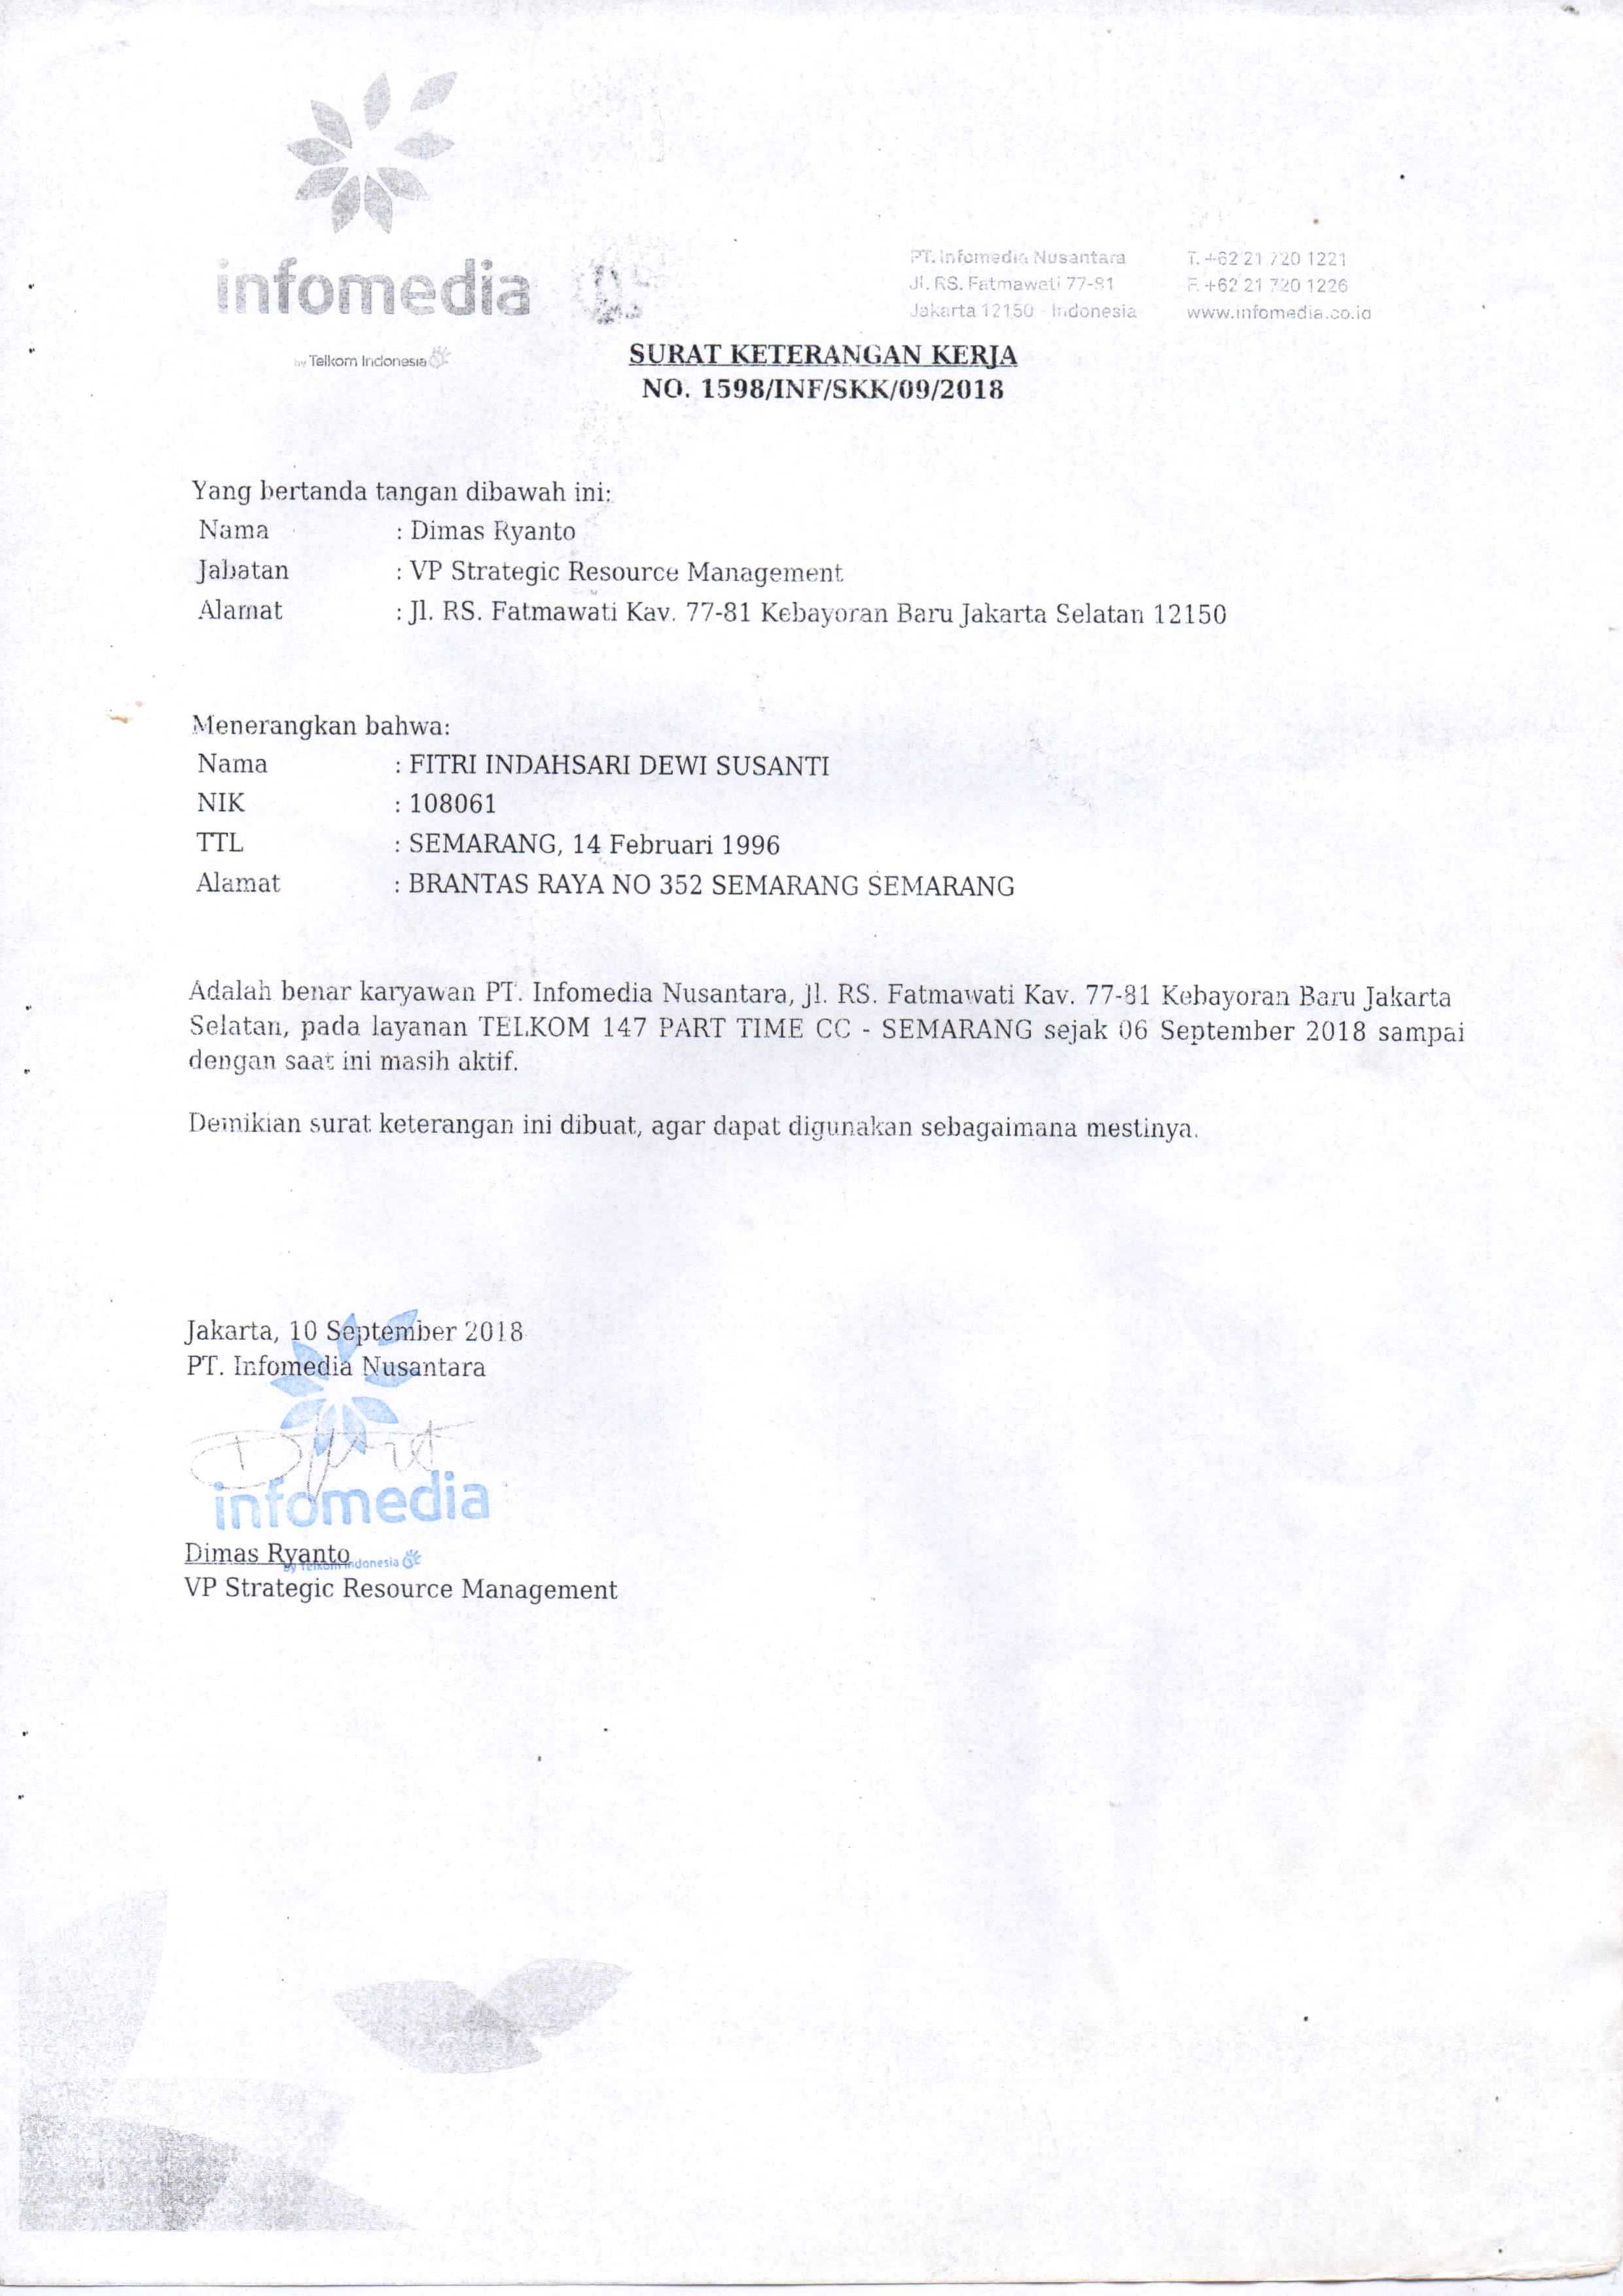 infomedia
by Telkom Indonesia
PT. Infomedia Nusantara
Jl. RS. Fatmawati 77-81
Jakarta 12150 - Indonesia
T. +62 21 720 1221
F. +62 21 720 1226
www.infomedia.co.id
SURAT KETERANGAN KERJA
NO. 1598/INF/SKK/09/2018
Yang bertanda tangan dibawah ini:
Nama : Dimas Ryanto
Jabatan : VP Strategic Resource Management
Alamat : Jl. RS. Fatmawati Kav. 77-81 Kebayoran Baru Jakarta Selatan 12150
Menerangkan bahwa:
Nama : FITRI INDAHSARI DEWI SUSANTI
NIK : 108061
TTL : SEMARANG, 14 Februari 1996
Alamat : BRANTAS RAYA NO 352 SEMARANG SEMARANG
Adalah benar karyawan PT. Infomedia Nusantara, Jl. RS. Fatmawati Kav. 77-81 Kebayoran Baru Jakarta
Selatan, pada layanan TELKOM 147 PART TIME CC - SEMARANG sejak 06 September 2018 sampai
dengan saat ini masih aktif.
Demikian surat keterangan ini dibuat, agar dapat digunakan sebagaimana mestinya.
Jakarta, 10 September 2018
PT. Infomedia Nusantara
infomedia
Dimas Ryanto
by Telkom Indonesia
VP Strategic Resource Management